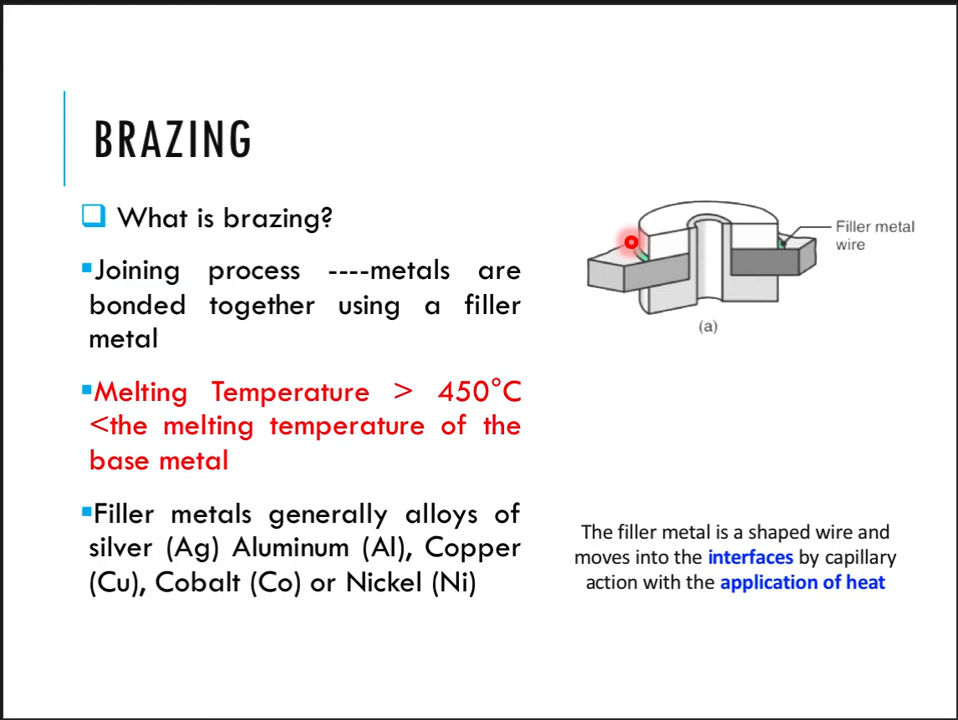 BRAZING
What is brazing?
Joining process ----metals are
bonded together using a filler
metal
Melting Temperature > 450°C
<the melting temperature of the
base metal
Filler metals generally alloys of
silver (Ag) Aluminum (Al), Copper
(Cu), Cobalt (Co) or Nickel (Ni)
Filler metal
wire
(a)
The filler metal is a shaped wire and
moves into the interfaces by capillary
action with the application of heat